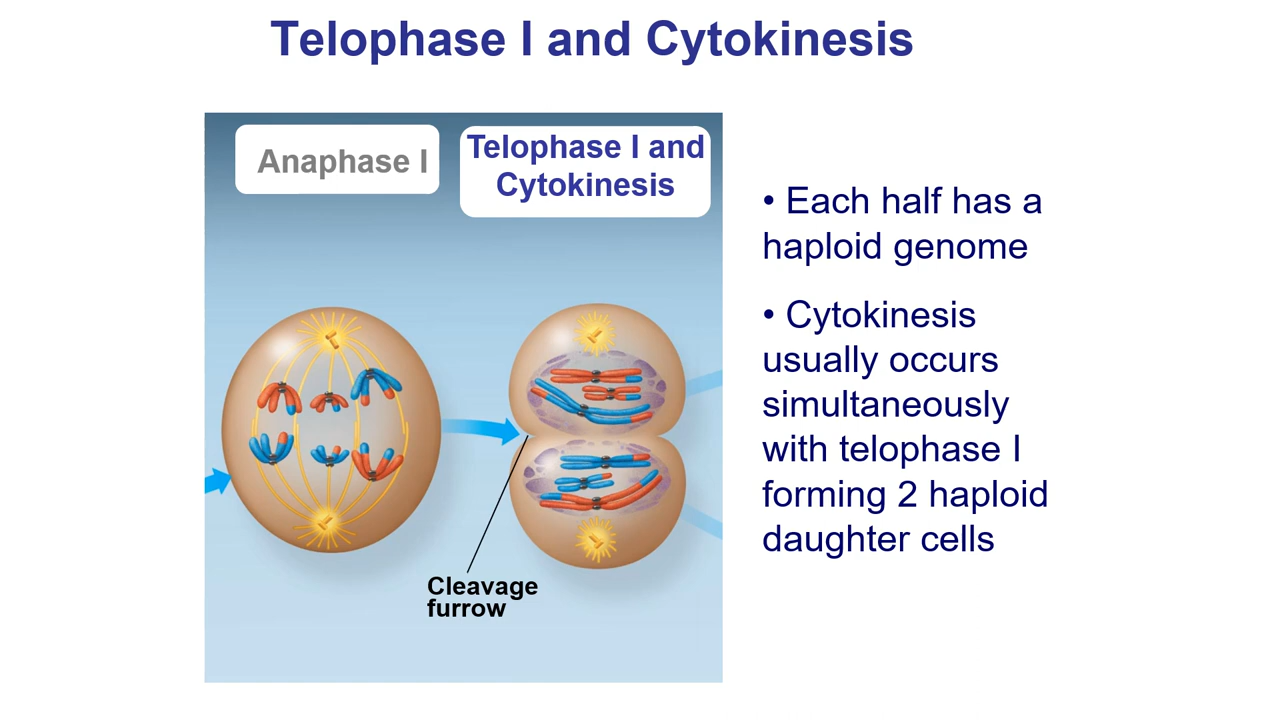 Telophase I and Cytokinesis
Anaphase I
Telophase I and
Cytokinesis
• Each half has a
haploid genome
• Cytokinesis
usually occurs
simultaneously
with telophase I
forming 2 haploid
daughter cells
Cleavage
furrow